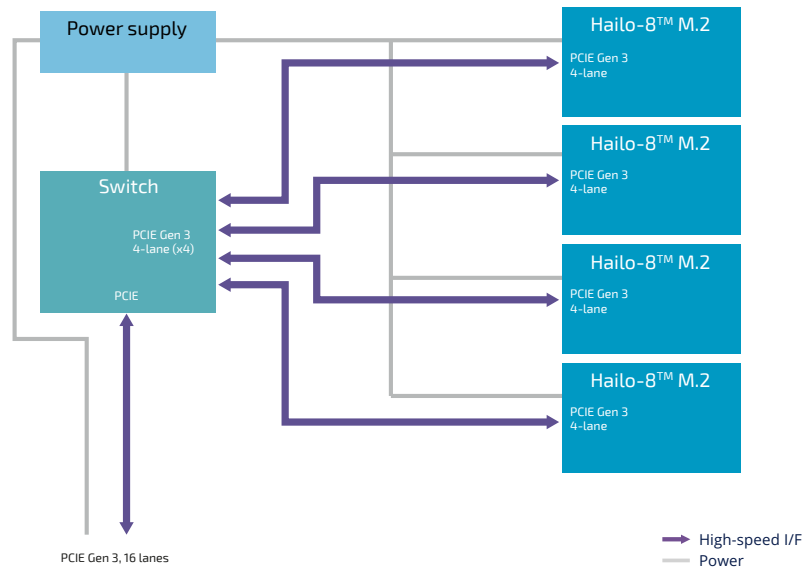 Power supply
Switch
PCIE Gen 3
4-lane (x4)
PCIE
PCIE Gen 3, 16 lanes
Hailo-8™ M.2
PCIE Gen 3
4-lane
Hailo-8™ M.2
PCIE Gen 3
4-lane
Hailo-8™ M.2
PCIE Gen 3
4-lane
Hailo-8™ M.2
PCIE Gen 3
4-lane
High-speed I/F
Power